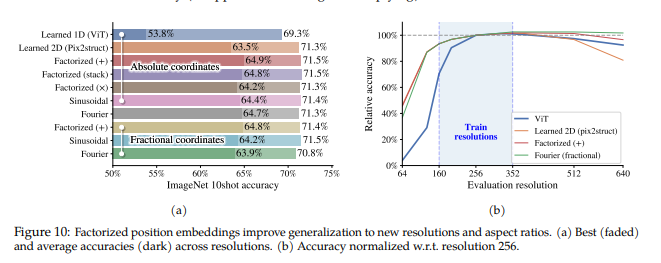 Learned 1D (ViT) 53.8% 69.3%
Learned 2D (Pix2struct) 63.5% 71.3%
Factorized (+) 64.9% 71.5%
Absolute coordinates
Factorized (stack) 64.8% 71.5%
Factorized (×) 64.2% 71.3%
Sinusoidal 64.4% 71.4%
Fourier 64.7% 71.3%
Factorized (+) 64.8% 71.4%
Fractional coordinates
Sinusoidal 64.2% 71.5%
Fourier 63.9% 70.8%
50% 55% 60% 65% 70% 75%
ImageNet 10shot accuracy
(a)
Relative accuracy
100%
80%
60%
40%
20%
0%
Train
resolutions
ViT
Learned 2D (pix2struct)
Factorized (+)
Fourier (fractional)
64 160 256 352 512 640
Evaluation resolution
(b)
Figure 10: Factorized position embeddings improve generalization to new resolutions and aspect ratios. (a) Best (faded)
and average accuracies (dark) across resolutions. (b) Accuracy normalized w.r.t. resolution 256.